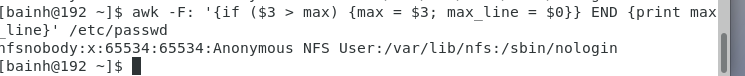 [bainh@192 ~]$ awk -F: '{if ($3 > max) {max = $3; max_line = $0}} END {print max
_line}' /etc/passwd
nfsnobody:x:65534:65534:Anonymous NFS User:/var/lib/nfs:/sbin/nologin
[bainh@192 ~]$